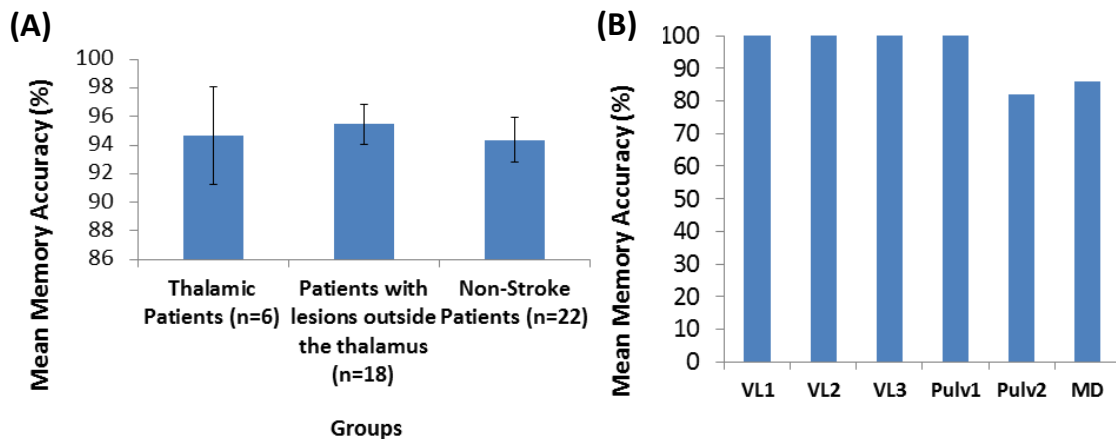 (A)
Mean Memory Accuracy (%)
100
98
96
94
92
90
88
86
Thalamic
Patients (n=6)
Patients with
lesions outside
the thalamus
(n=18)
Non-Stroke
Patients (n=22)
Groups
(B)
Mean Memory Accuracy (%)
100
90
80
70
60
50
40
30
20
10
0
VL1 VL2 VL3 Pulv1 Pulv2 MD